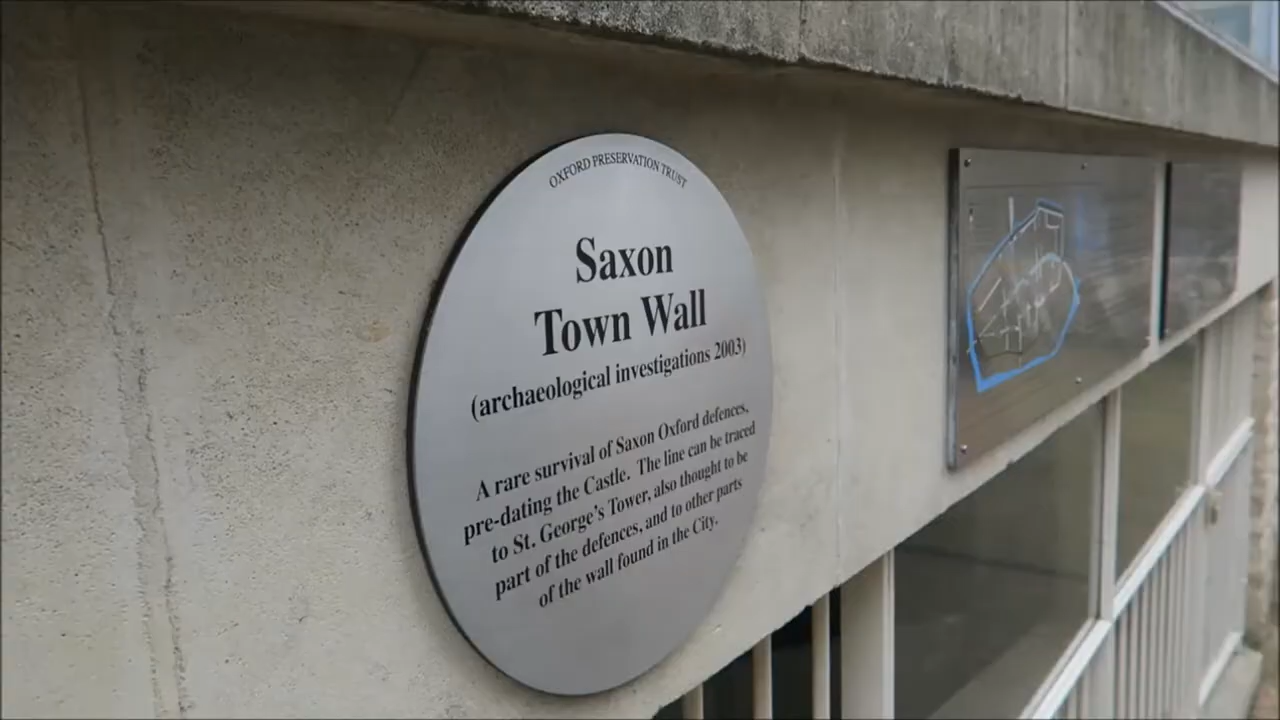 OXFORD PRESERVATION TRUST
Saxon
Town Wall
(archaeological investigations 2003)
A rare survival of Saxon Oxford defences,
pre-dating the Castle. The line can be traced
to St. George's Tower, also thought to be
part of the defences, and to other parts
of the wall found in the City.